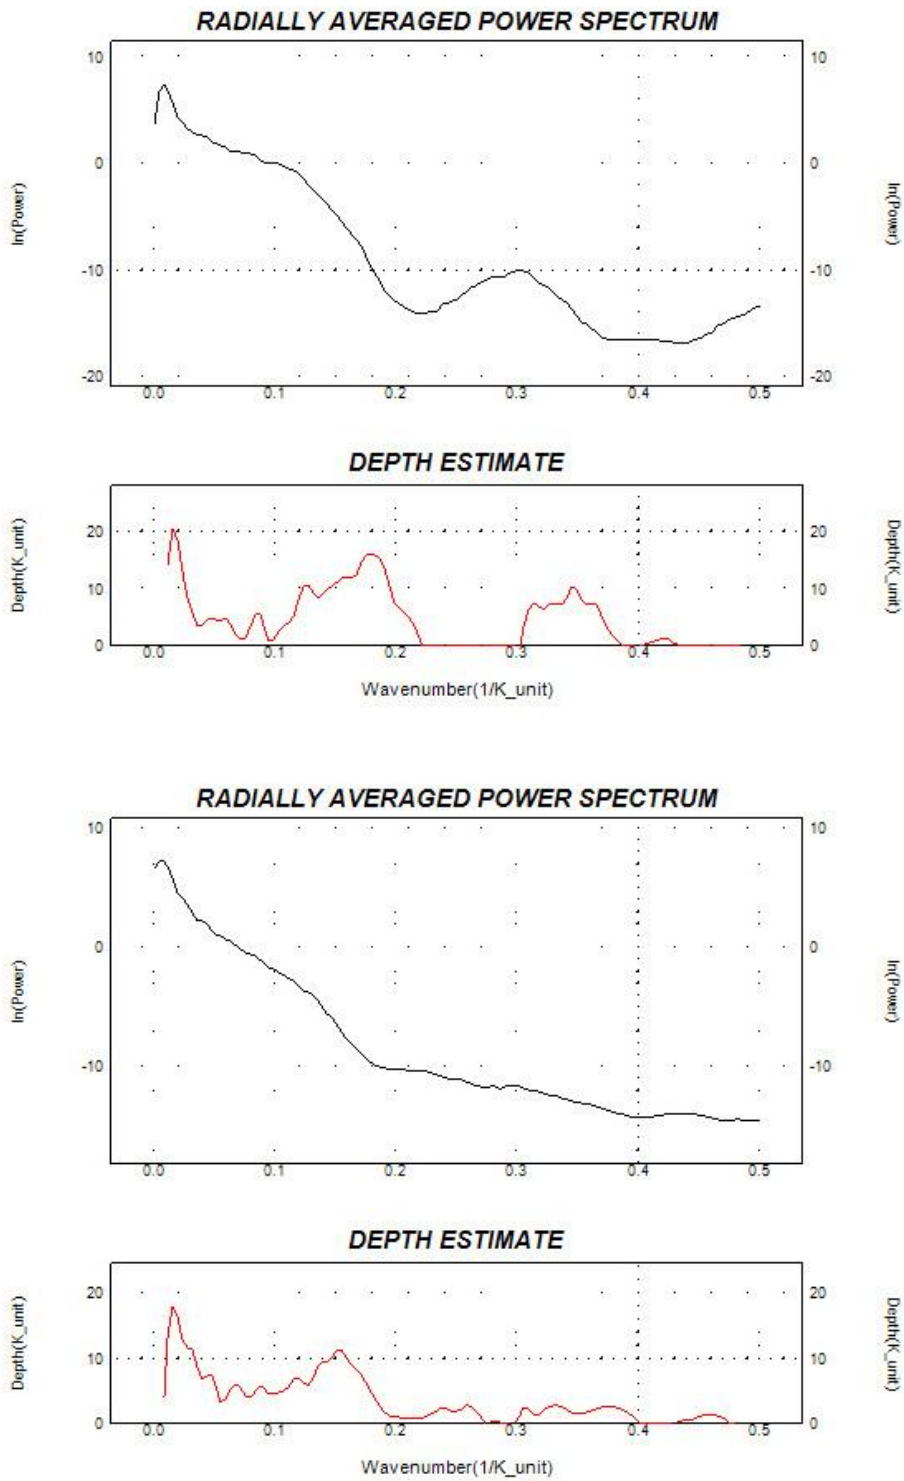 RADIALLY AVERAGED POWER SPECTRUM
10 10
0 0
ln(Power) ln(Power)
-10 -10
-20 -20
0.0 0.1 0.2 0.3 0.4 0.5
DEPTH ESTIMATE
20 20
Depth(K_unit) Depth(K_unit)
10 10
0 0
0.0 0.1 0.2 0.3 0.4 0.5
Wavenumber(1/K_unit)
RADIALLY AVERAGED POWER SPECTRUM
10 10
0 0
ln(Power) ln(Power)
-10 -10
0.0 0.1 0.2 0.3 0.4 0.5
DEPTH ESTIMATE
20 20
Depth(K_unit) Depth(K_unit)
10 10
0 0
0.0 0.1 0.2 0.3 0.4 0.5
Wavenumber(1/K_unit)